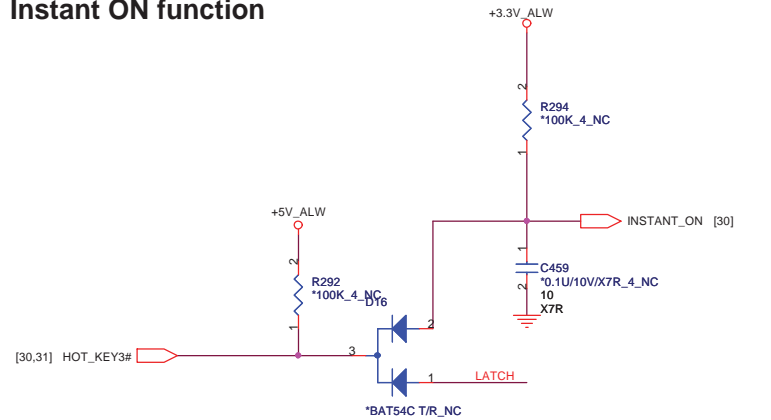 Instant ON function
+3.3V_ALW
2
R294
*100K_4_NC
1
+5V_ALW
INSTANT_ON [30]
1
C459
*0.1U/10V/X7R_4_NC
2
10
X7R
2
R292
*100K_4_NC
D16
1
2
[30,31] HOT_KEY3#
3
1
LATCH
*BAT54C T/R_NC